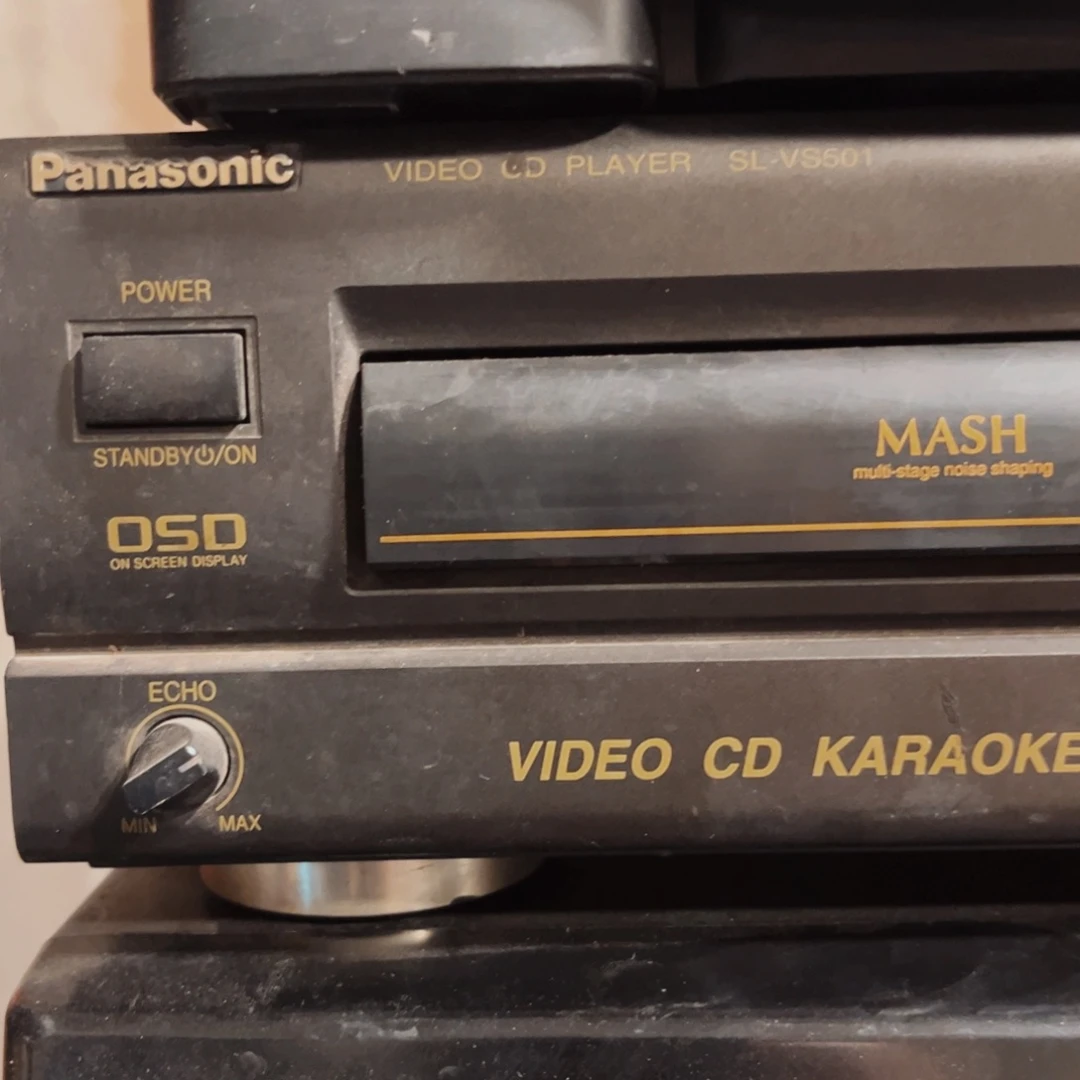 Panasonic
VIDEO CD PLAYER SL-VS501
POWER
STANDBY⏻/ON
OSD
ON SCREEN DISPLAY
MASH
multi-stage noise shaping
ECHO
MIN MAX
VIDEO CD KARAOKE